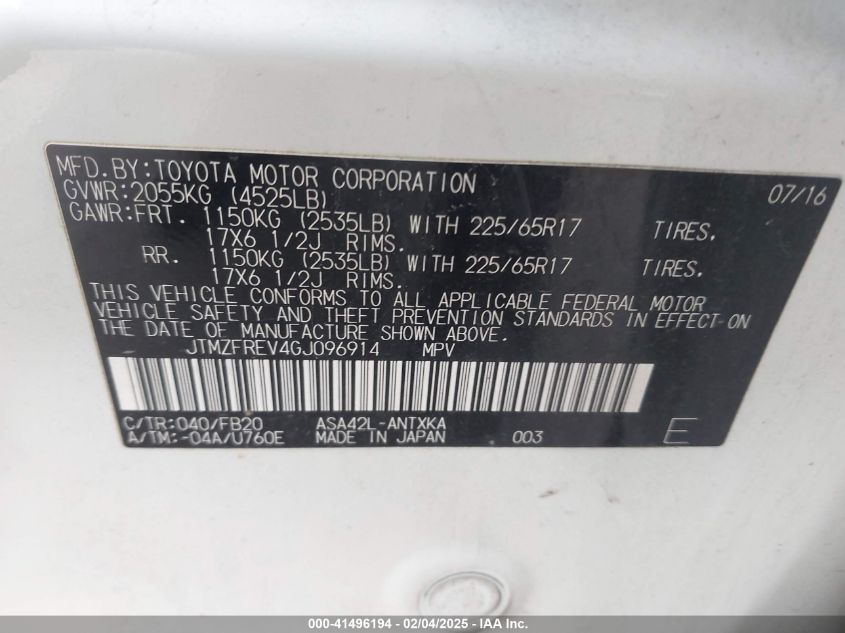 MFD.BY:TOYOTA MOTOR CORPORATION 07/16
GVWR:2055KG (4525LB)
GAWR:FRT. 1150KG (2535LB) WITH 225/65R17 TIRES.
17X6 1/2J RIMS.
RR. 1150KG (2535LB) WITH 225/65R17 TIRES.
17X6 1/2J RIMS.
THIS VEHICLE CONFORMS TO ALL APPLICABLE FEDERAL MOTOR
VEHICLE SAFETY AND THEFT PREVENTION STANDARDS IN EFFECT-ON
THE DATE OF MANUFACTURE SHOWN ABOVE.
JTMZFREV4GJ096914 MPV
C/TR:040/FB20 ASA42L-ANTXKA
A/TM:-04A/U760E MADE IN JAPAN 003 E
000-41496194 - 02/04/2025 - IAA Inc.